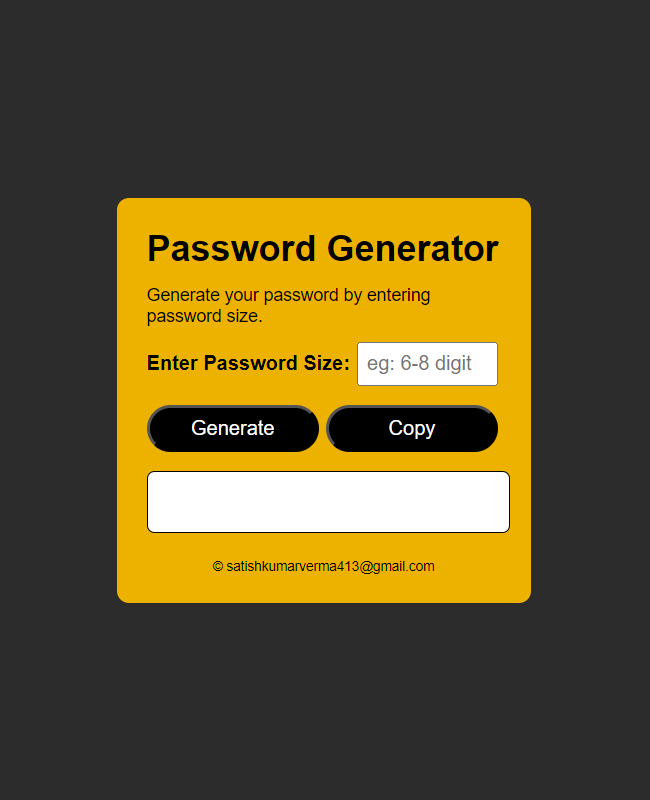 Password Generator
Generate your password by entering
password size.
Enter Password Size: eg: 6-8 digit
Generate Copy
© satishkumarverma413@gmail.com